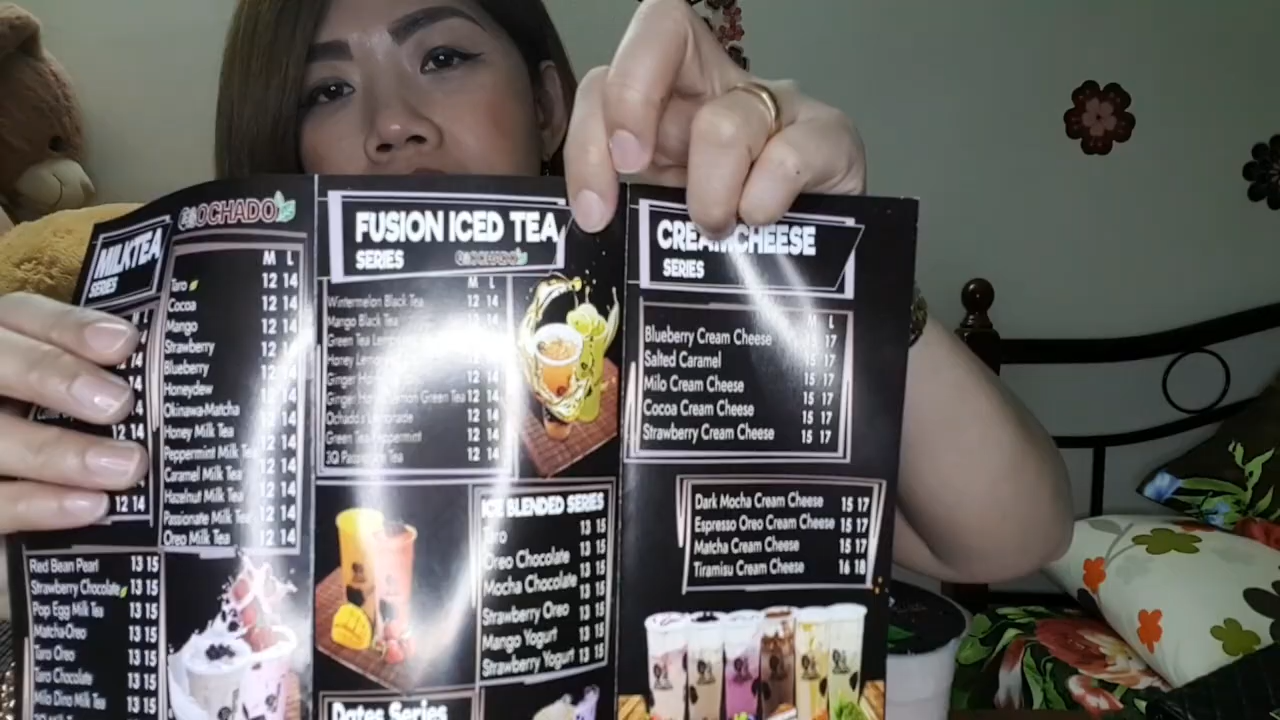 MILKTEA
SERIES
OCHADO
M L
Taro 12 14
Cocoa 12 14
Mango 12 14
Strawberry 12 14
Blueberry 12 14
Honeydew 12 14
Okinawa-Matcha 12 14
Honey Milk Tea 12 14
Peppermint Milk Tea 12 14
Caramel Milk Tea 12 14
Hazelnut Milk Tea 12 14
Passionate Milk Tea 12 14
Oreo Milk Tea 12 14
12 14
12 14
Red Bean Pearl 13 15
Strawberry Chocolate 13 15
Pop Egg Milk Tea 13 15
Matcha-Oreo 13 15
Taro Oreo 13 15
Taro Chocolate 13 15
Milo Dino Milk Tea 13 15
FUSION ICED TEA
SERIES
OCHADO
M L
Wintermelon Black Tea 12 14
Mango Black Tea 12 14
Green Tea 12 14
Honey 12 14
Ginger 12 14
Ginger Lemon Green Tea 12 14
Ochado's Lemonade 12 14
Green Tea Peppermint 12 14
3Q Passion Tea 12 14
ICE BLENDED SERIES
Taro 13 15
Oreo Chocolate 13 15
Mocha Chocolate 13 15
Strawberry Oreo 13 15
Mango Yogurt 13 15
Strawberry Yogurt 13 15
Dates Series
CREAM CHEESE
SERIES
M L
Blueberry Cream Cheese 15 17
Salted Caramel 15 17
Milo Cream Cheese 15 17
Cocoa Cream Cheese 15 17
Strawberry Cream Cheese 15 17
Dark Mocha Cream Cheese 15 17
Espresso Oreo Cream Cheese 15 17
Matcha Cream Cheese 15 17
Tiramisu Cream Cheese 16 18